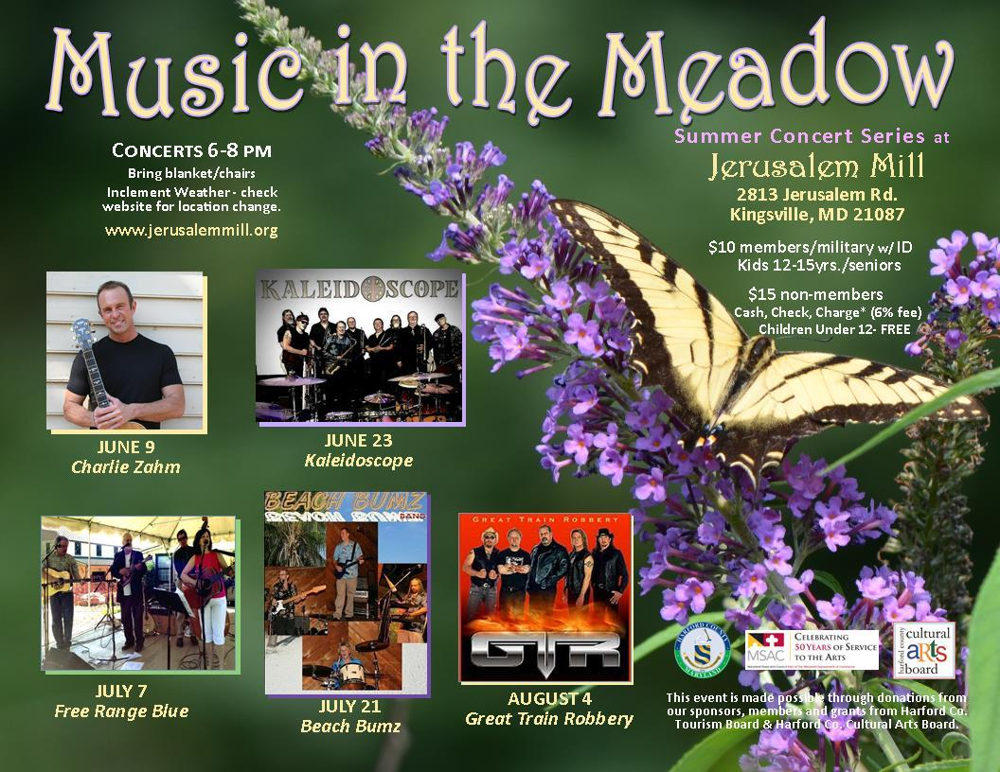 Music in the Meadow
Summer Concert Series at
Jerusalem Mill
2813 Jerusalem Rd.
Kingsville, MD 21087
$10 members/military w/ ID
Kids 12-15yrs./seniors
$15 non-members
Cash, Check, Charge* (6% fee)
Children Under 12- FREE
CONCERTS 6-8 PM
Bring blanket/chairs
Inclement Weather - check
website for location change.
www.jerusalemmill.org
JUNE 9
Charlie Zahm
KALEIDOSCOPE
JUNE 23
Kaleidoscope
JULY 7
Free Range Blue
BEACH BUMZ
BAND
JULY 21
Beach Bumz
GREAT TRAIN ROBBERY
GTR
AUGUST 4
Great Train Robbery
HARFORD COUNTY
MARYLAND
MSAC
CELEBRATING
50 YEARS OF SERVICE
TO THE ARTS
harford county
cultural
arts
board
This event is made possible through donations from
our sponsors, members and grants from Harford Co.
Tourism Board & Harford Co. Cultural Arts Board.